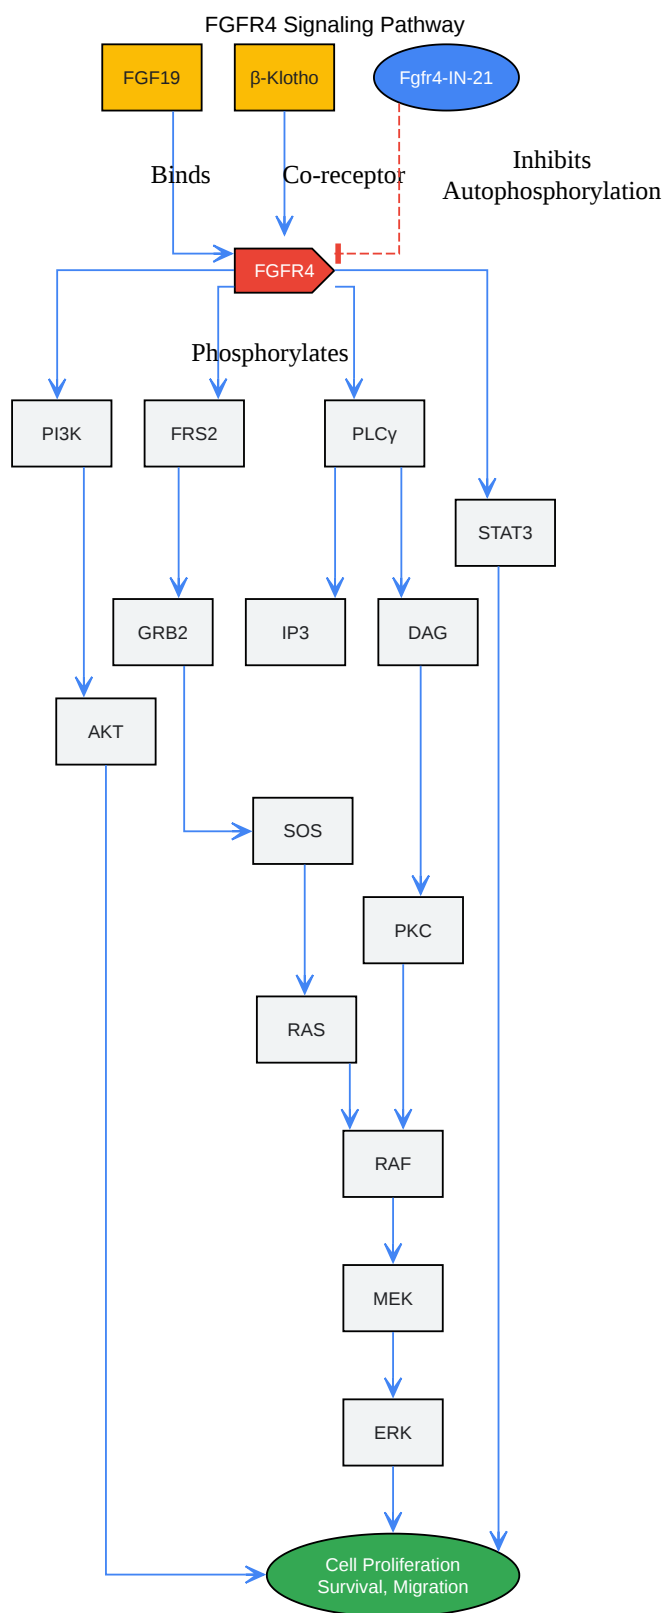 FGFR4 Signaling Pathway
FGF19
β-Klotho
Fgfr4-IN-21
Binds
Co-receptor
Inhibits
Autophosphorylation
FGFR4
Phosphorylates
PI3K
FRS2
PLCγ
STAT3
GRB2
IP3
DAG
AKT
SOS
PKC
RAS
RAF
MEK
ERK
Cell Proliferation
Survival, Migration